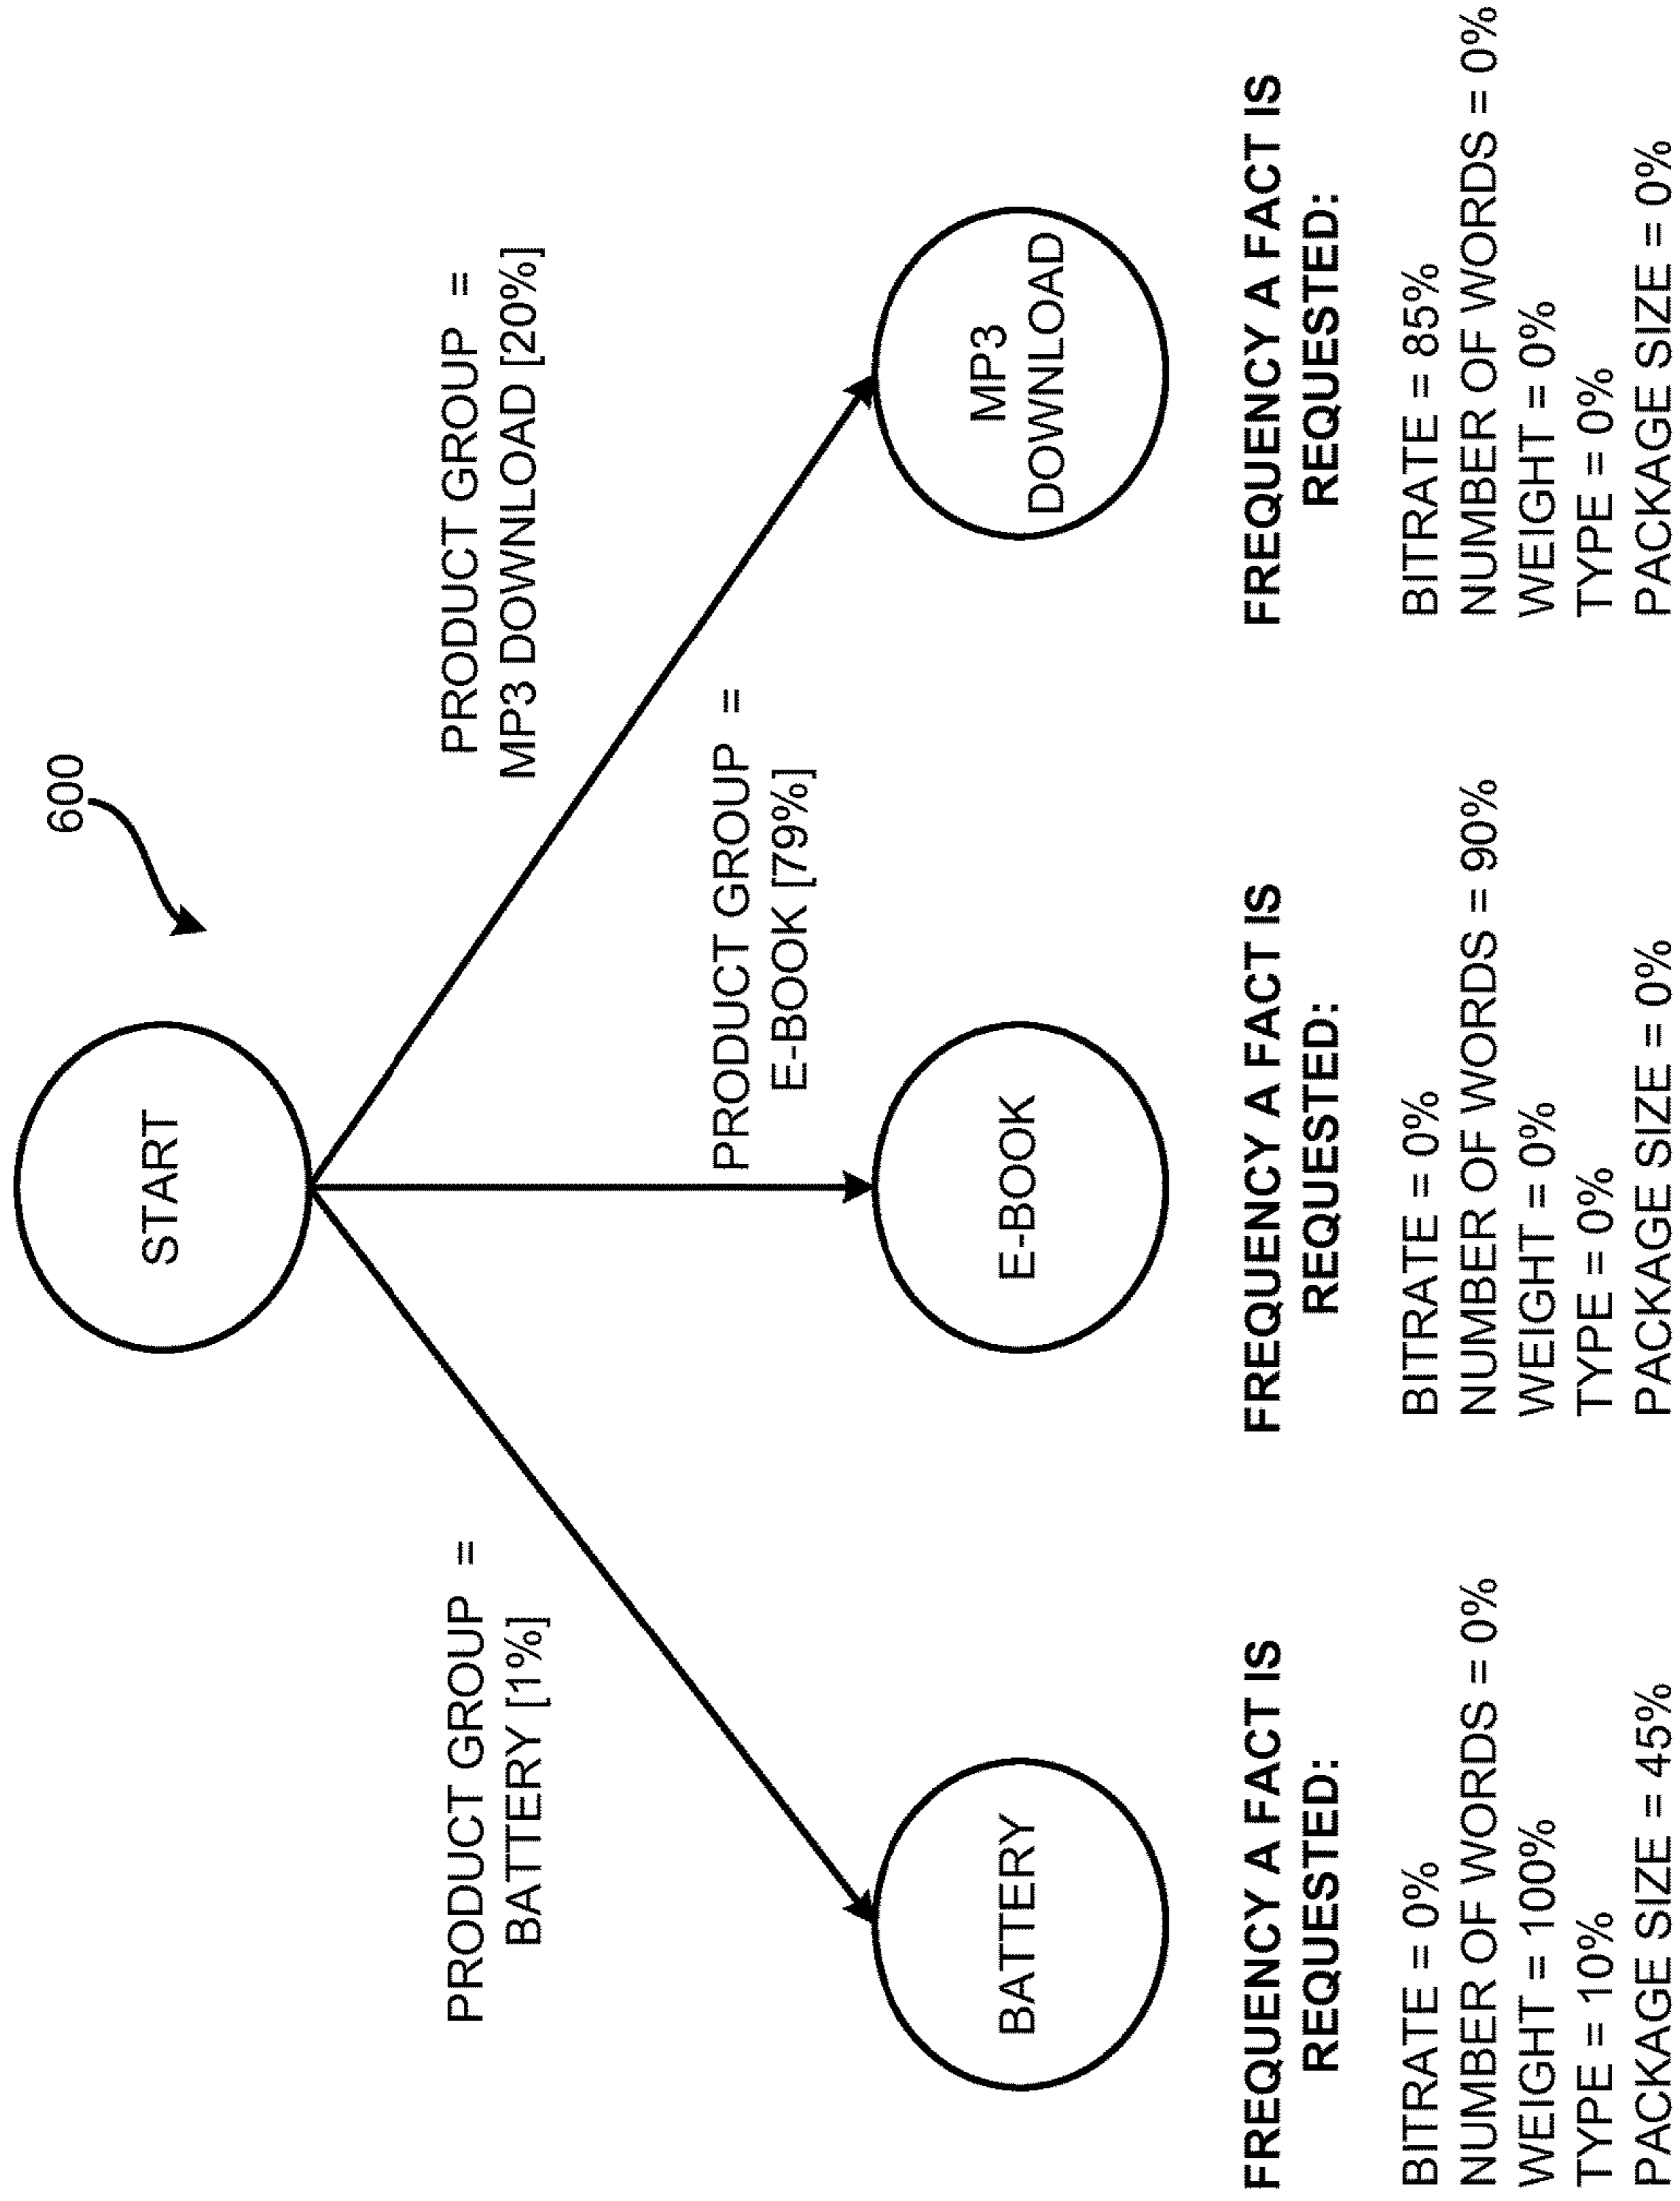 600
START
PRODUCT GROUP =
BATTERY [1%]
PRODUCT GROUP =
E-BOOK [79%]
PRODUCT GROUP =
MP3 DOWNLOAD [20%]
BATTERY
FREQUENCY A FACT IS
REQUESTED:
BITRATE = 0%
NUMBER OF WORDS = 0%
WEIGHT = 100%
TYPE = 10%
PACKAGE SIZE = 45%
E-BOOK
FREQUENCY A FACT IS
REQUESTED:
BITRATE = 0%
NUMBER OF WORDS = 90%
WEIGHT = 0%
TYPE = 0%
PACKAGE SIZE = 0%
MP3
DOWNLOAD
FREQUENCY A FACT IS
REQUESTED:
BITRATE = 85%
NUMBER OF WORDS = 0%
WEIGHT = 0%
TYPE = 0%
PACKAGE SIZE = 0%